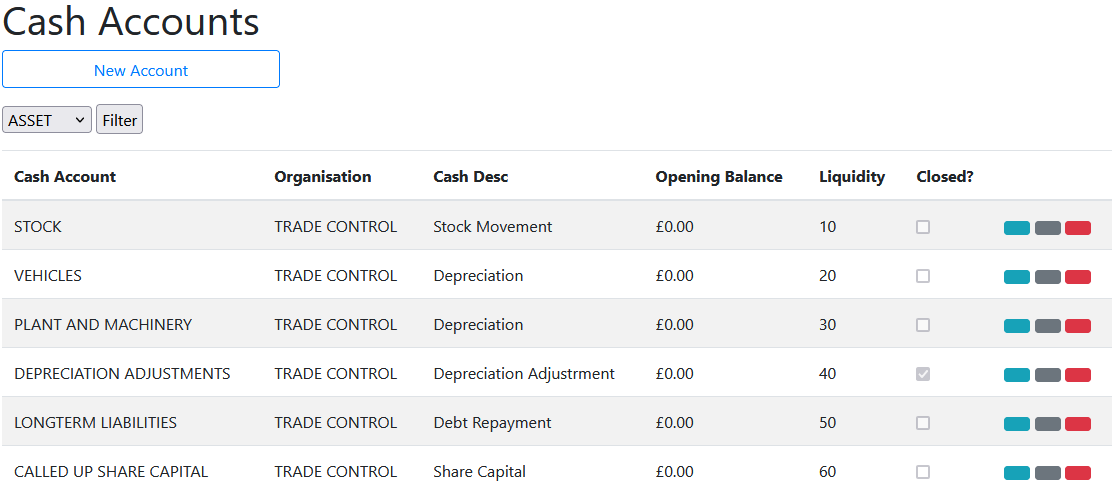 Cash Accounts
New Account
ASSET Filter
Cash Account Organisation Cash Desc Opening Balance Liquidity Closed?
STOCK TRADE CONTROL Stock Movement £0.00 10
VEHICLES TRADE CONTROL Depreciation £0.00 20
PLANT AND MACHINERY TRADE CONTROL Depreciation £0.00 30
DEPRECIATION ADJUSTMENTS TRADE CONTROL Depreciation Adjustrment £0.00 40
LONGTERM LIABILITIES TRADE CONTROL Debt Repayment £0.00 50
CALLED UP SHARE CAPITAL TRADE CONTROL Share Capital £0.00 60